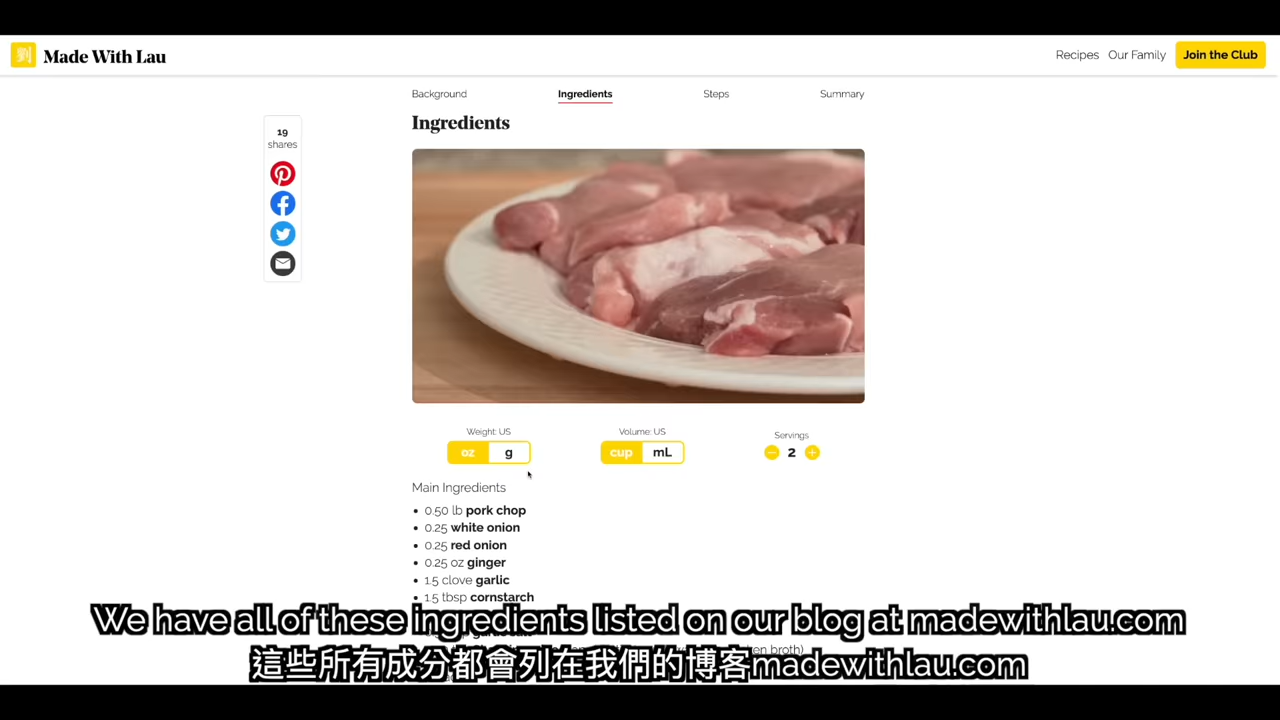 劉 Made With Lau
Recipes Our Family Join the Club
Background Ingredients Steps Summary
19
shares
Ingredients
Weight: US Volume: US Servings
oz g cup mL 2
Main Ingredients
0.50 lb pork chop
0.25 white onion
0.25 red onion
0.25 oz ginger
1.5 clove garlic
1.5 tbsp cornstarch
broth)
We have all of these ingredients listed on our blog at madewithlau.com
這些所有成分都會列在我們的博客madewithlau.com